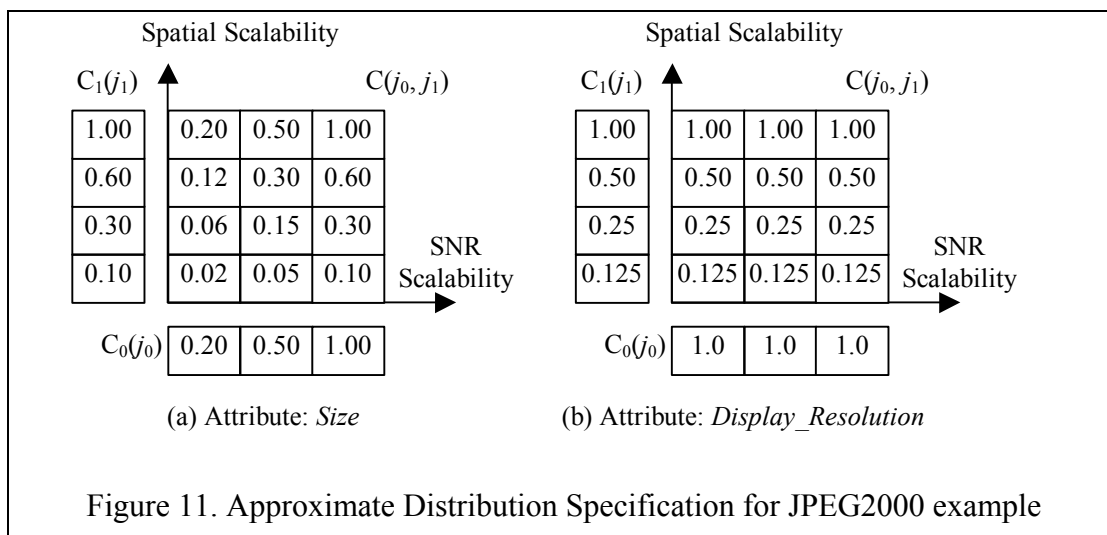 Spatial Scalability
C₁(j₁) C(j₀, j₁)
1.00 0.20 0.50 1.00
0.60 0.12 0.30 0.60
0.30 0.06 0.15 0.30
0.10 0.02 0.05 0.10
SNR
Scalability
C₀(j₀) 0.20 0.50 1.00
(a) Attribute: Size
Spatial Scalability
C₁(j₁) C(j₀, j₁)
1.00 1.00 1.00 1.00
0.50 0.50 0.50 0.50
0.25 0.25 0.25 0.25
0.125 0.125 0.125 0.125
SNR
Scalability
C₀(j₀) 1.0 1.0 1.0
(b) Attribute: Display_Resolution
Figure 11. Approximate Distribution Specification for JPEG2000 example